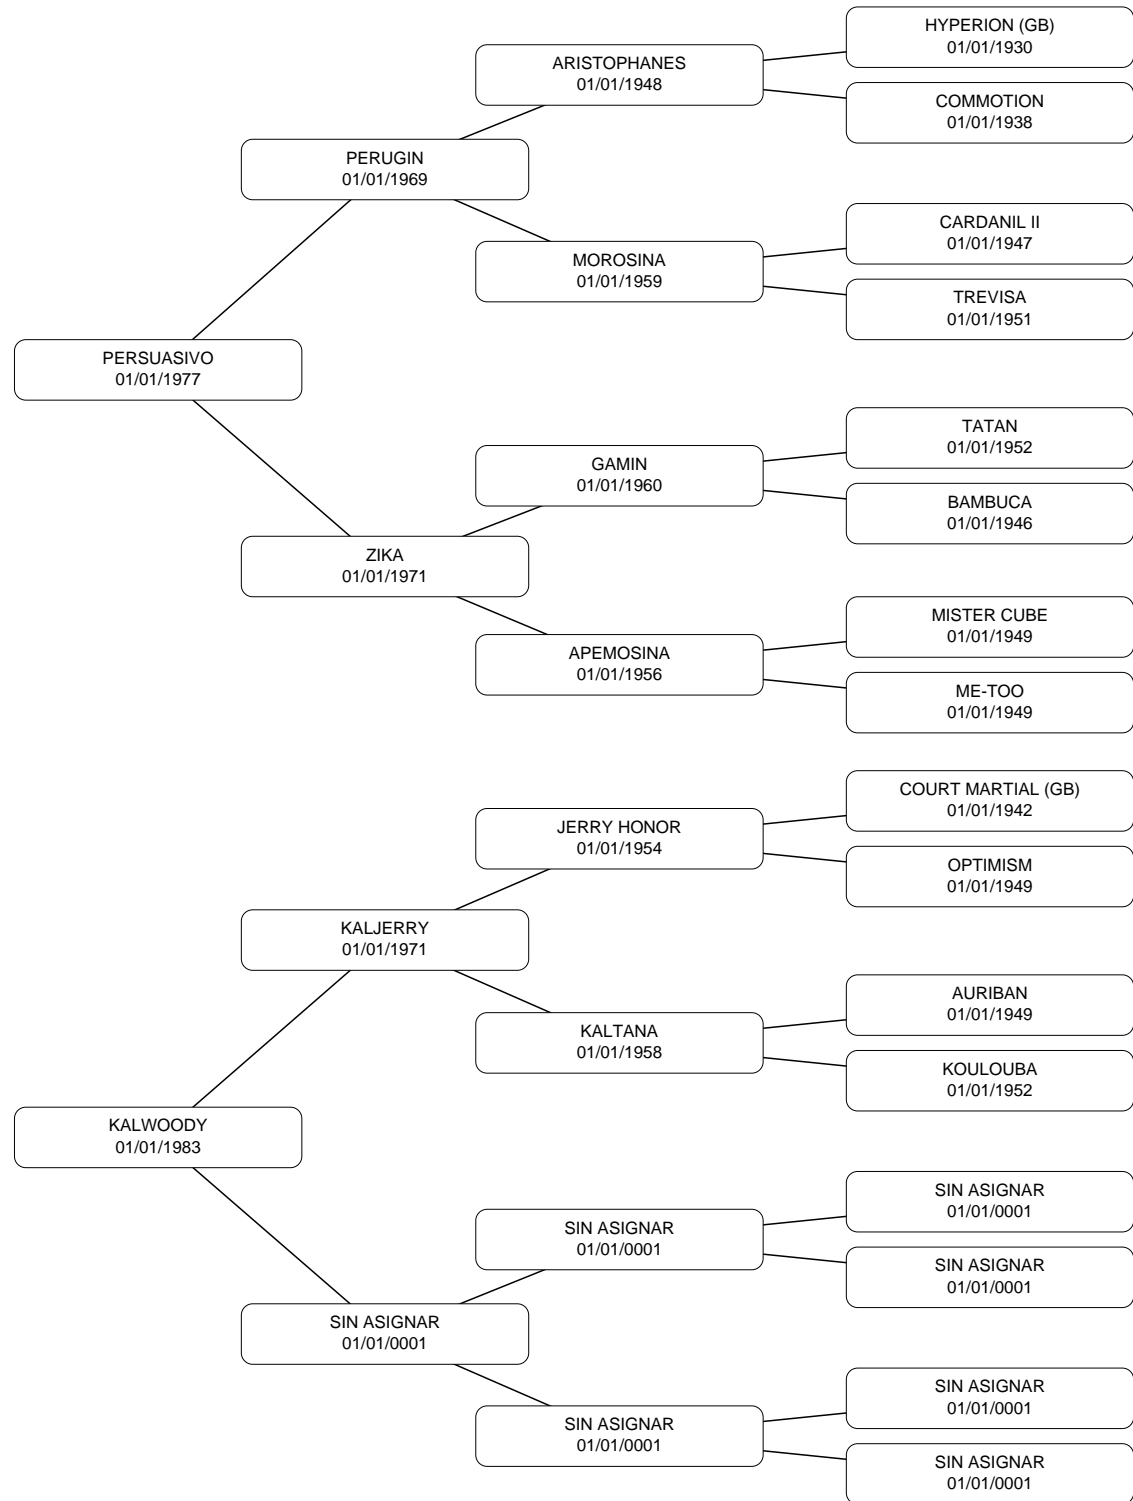 HYPERION (GB)
01/01/1930
ARISTOPHANES
01/01/1948
COMMOTION
01/01/1938
PERUGIN
01/01/1969
CARDANIL II
01/01/1947
MOROSINA
01/01/1959
TREVISA
01/01/1951
PERSUASIVO
01/01/1977
TATAN
01/01/1952
GAMIN
01/01/1960
BAMBUCA
01/01/1946
ZIKA
01/01/1971
MISTER CUBE
01/01/1949
APEMOSINA
01/01/1956
ME-TOO
01/01/1949
COURT MARTIAL (GB)
01/01/1942
JERRY HONOR
01/01/1954
OPTIMISM
01/01/1949
KALJERRY
01/01/1971
AURIBAN
01/01/1949
KALTANA
01/01/1958
KOULOUBA
01/01/1952
KALWOODY
01/01/1983
SIN ASIGNAR
01/01/0001
SIN ASIGNAR
01/01/0001
SIN ASIGNAR
01/01/0001
SIN ASIGNAR
01/01/0001
SIN ASIGNAR
01/01/0001
SIN ASIGNAR
01/01/0001
SIN ASIGNAR
01/01/0001